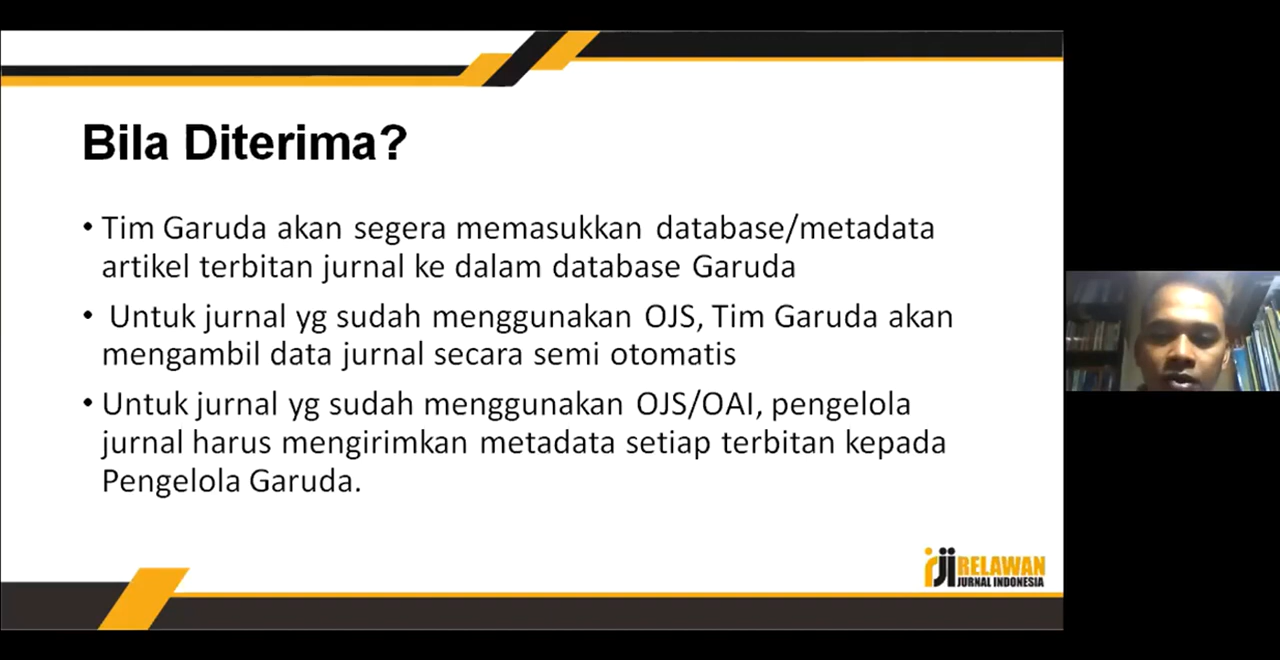 Bila Diterima?
• Tim Garuda akan segera memasukkan database/metadata
artikel terbitan jurnal ke dalam database Garuda
• Untuk jurnal yg sudah menggunakan OJS, Tim Garuda akan
mengambil data jurnal secara semi otomatis
• Untuk jurnal yg sudah menggunakan OJS/OAI, pengelola
jurnal harus mengirimkan metadata setiap terbitan kepada
Pengelola Garuda.
rji RELAWAN
JURNAL INDONESIA